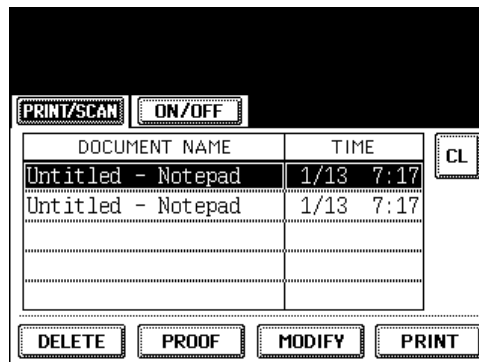 PRINT/SCAN ON/OFF
DOCUMENT NAME TIME
CL
Untitled - Notepad 1/13 7:17
Untitled - Notepad 1/13 7:17
DELETE PROOF MODIFY PRINT